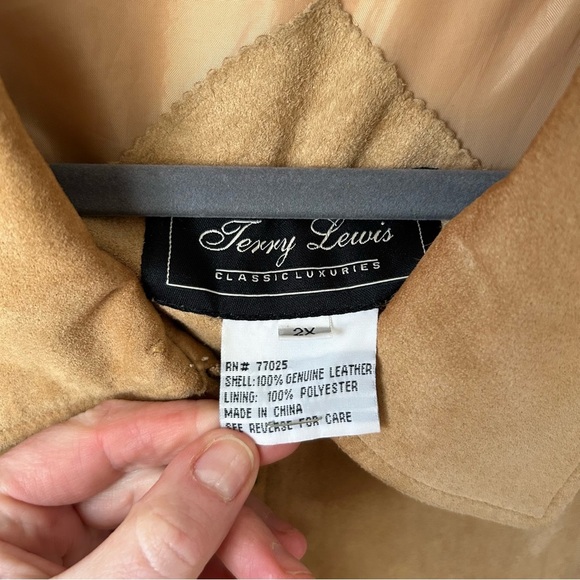 Terry Lewis
CLASSIC LUXURIES
2X
RN# 77025
SHELL:100% GENUINE LEATHER
LINING: 100% POLYESTER
MADE IN CHINA
SEE REVERSE FOR CARE